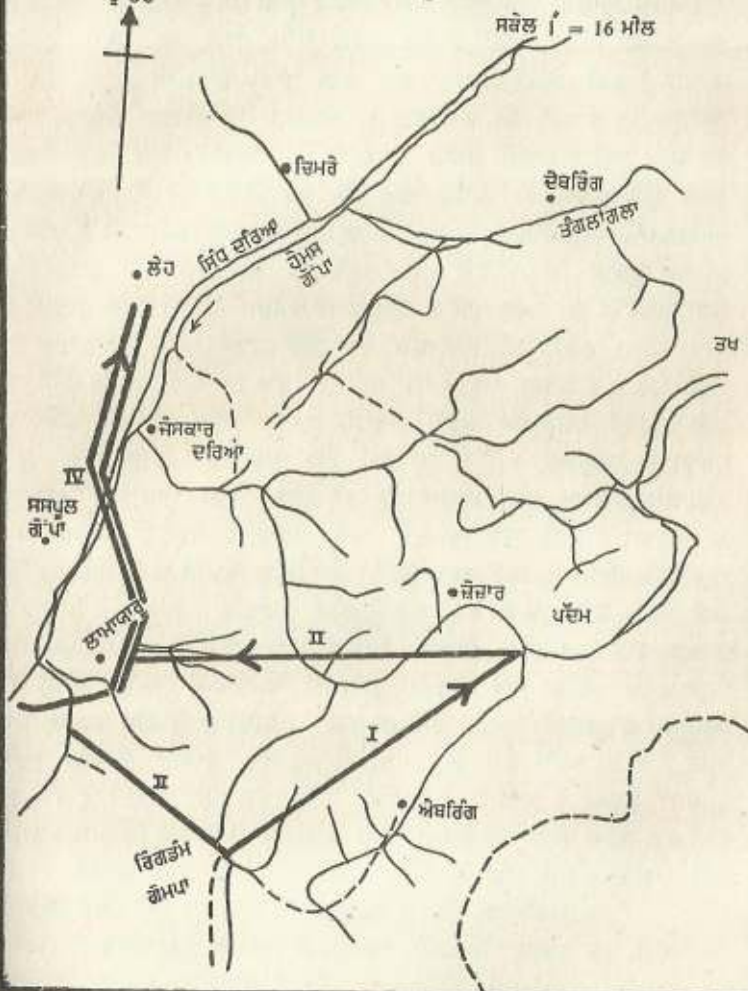 ਸਕੇਲ 1" = 16 ਮੀਲ
ਚਿਮਰੇ
ਦੇਬਰਿੰਗ
ਤੰਗਲਾਂਗਲਾ
ਸਿੰਧ ਦਰਿਆ
ਹੇਮਸ
ਗੋਂਪਾ
ਲੇਹ
ਤਖ
ਜੰਸਕਾਰ
ਦਰਿਆ
IV
ਸਸਪੂਲ
ਗੋਂਪਾ
ਜ਼ੋਜ਼ਾਰ
ਪੱਦਮ
ਲਾਮਾਯਾਰੂ
II
I
II
ਐਬਰਿੰਗ
ਰਿੰਗਡੰਮ
ਗੋਮਪਾ